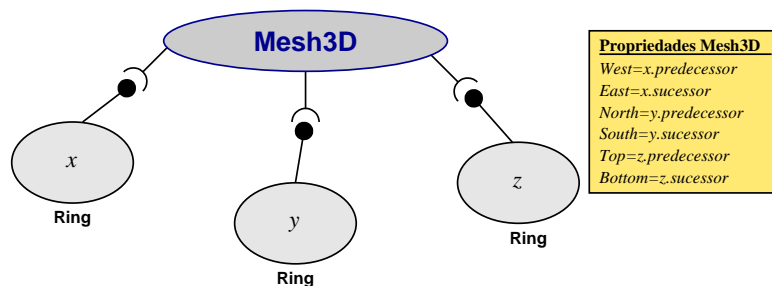 Mesh3D
x
Ring
y
Ring
z
Ring
Propriedades Mesh3D
West=x.predecessor
East=x.sucessor
North=y.predecessor
South=y.sucessor
Top=z.predecessor
Bottom=z.sucessor